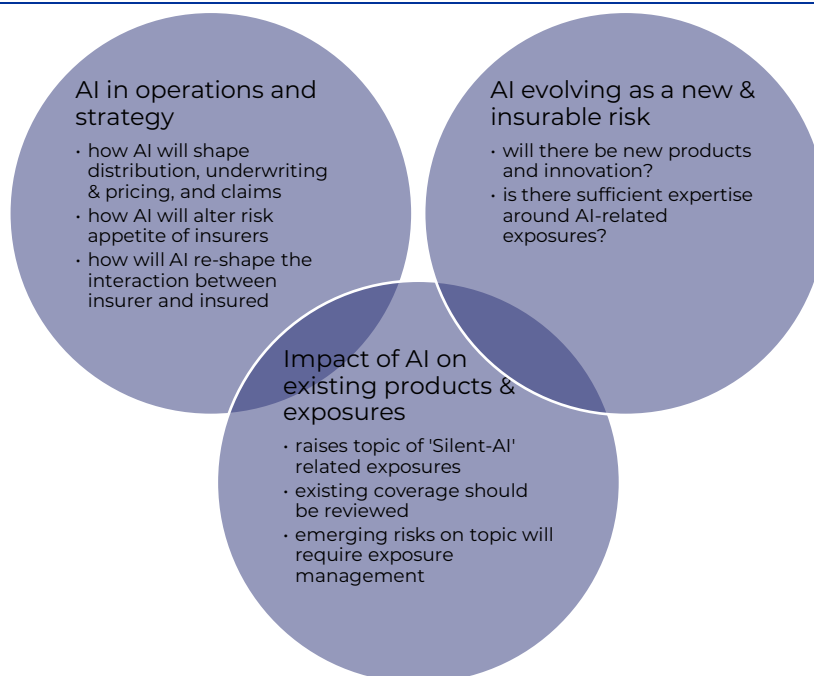 AI in operations and
strategy
· how AI will shape
distribution, underwriting
& pricing, and claims
· how AI will alter risk
appetite of insurers
· how will AI re-shape the
interaction between
insurer and insured
AI evolving as a new &
insurable risk
· will there be new products
and innovation?
· is there sufficient expertise
around AI-related
exposures?
Impact of AI on
existing products &
exposures
· raises topic of 'Silent-AI'
related exposures
· existing coverage should
be reviewed
· emerging risks on topic will
require exposure
management